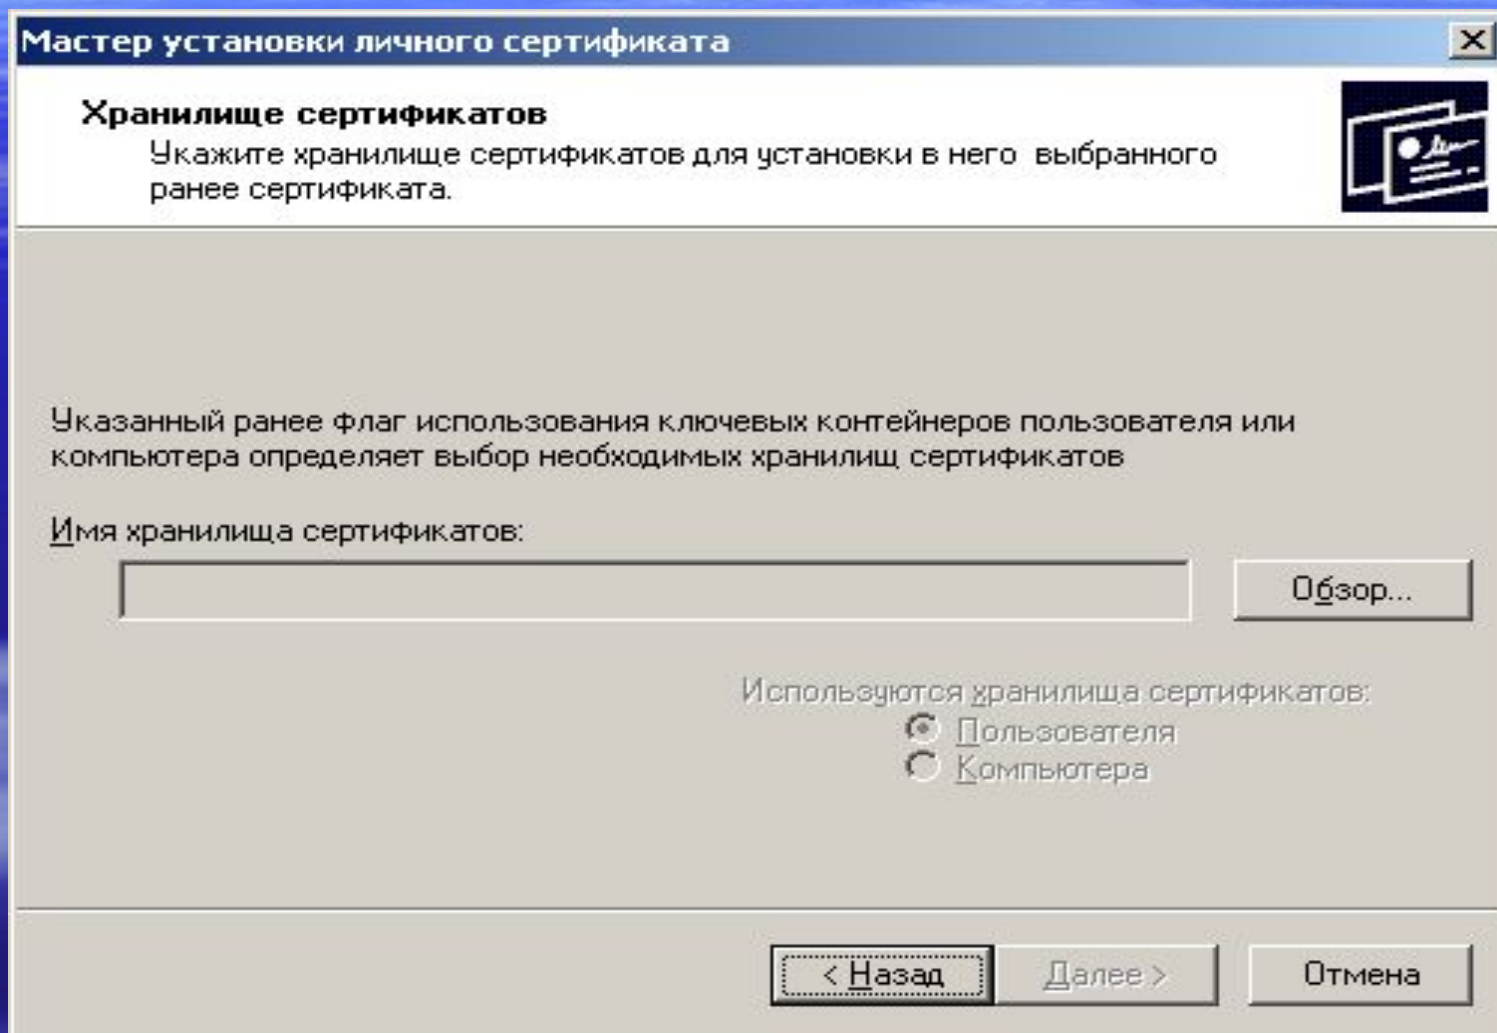 Мастер установки личного сертификата
Хранилище сертификатов
Укажите хранилище сертификатов для установки в него выбранного
ранее сертификата.
Указанный ранее флаг использования ключевых контейнеров пользователя или
компьютера определяет выбор необходимых хранилищ сертификатов
Имя хранилища сертификатов:
Обзор...
Используются хранилища сертификатов:
Пользователя
Компьютера
< Назад
Далее >
Отмена